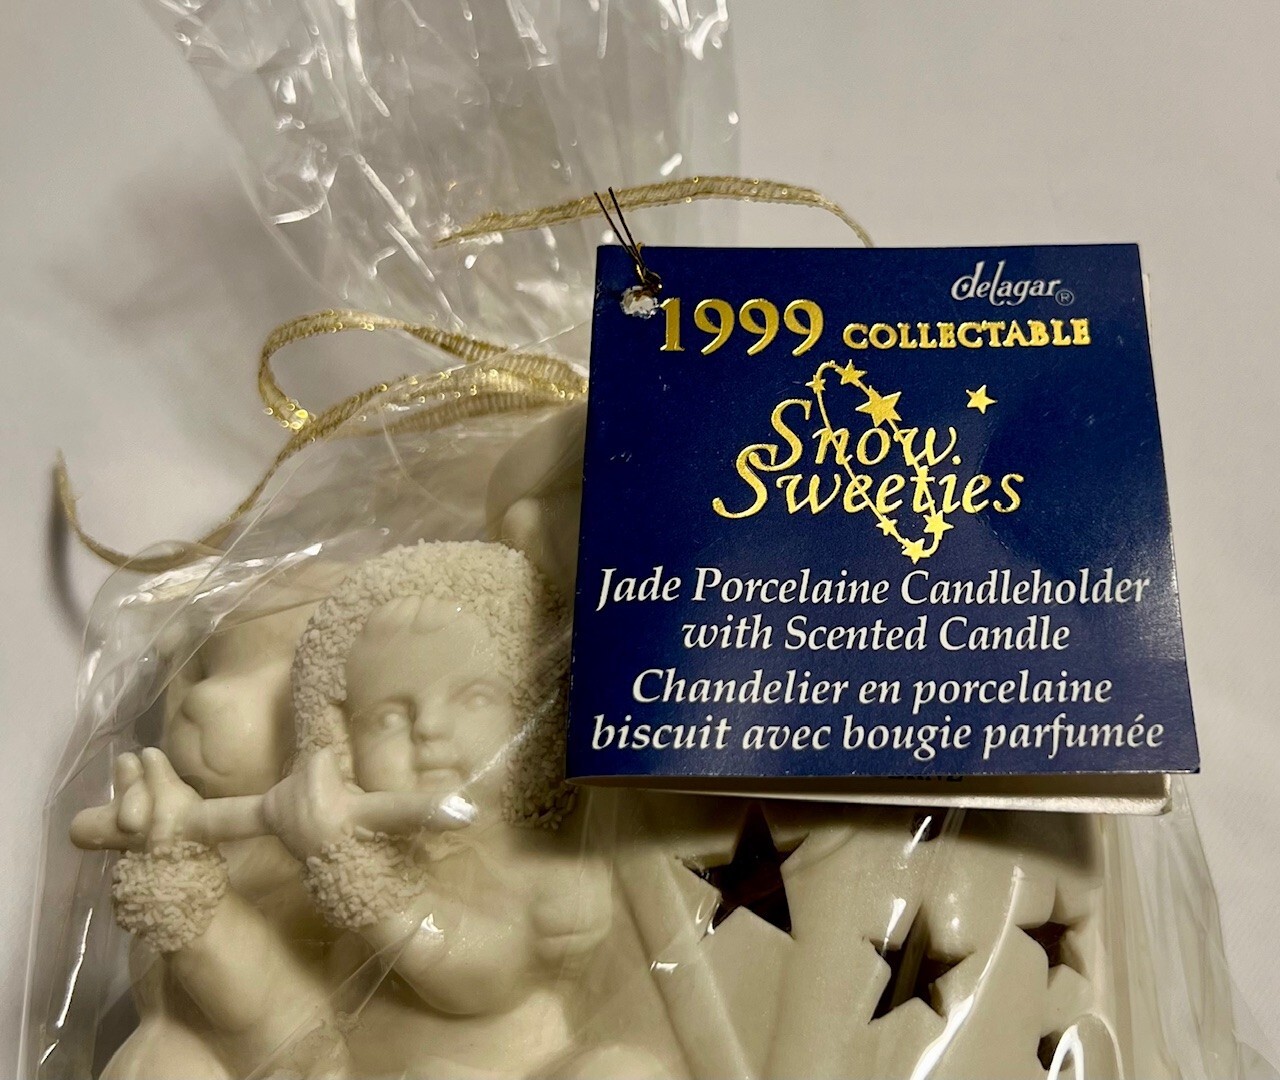 delagar®
1999 COLLECTABLE
Snow
Sweeties
Jade Porcelaine Candleholder
with Scented Candle
Chandelier en porcelaine
biscuit avec bougie parfumée